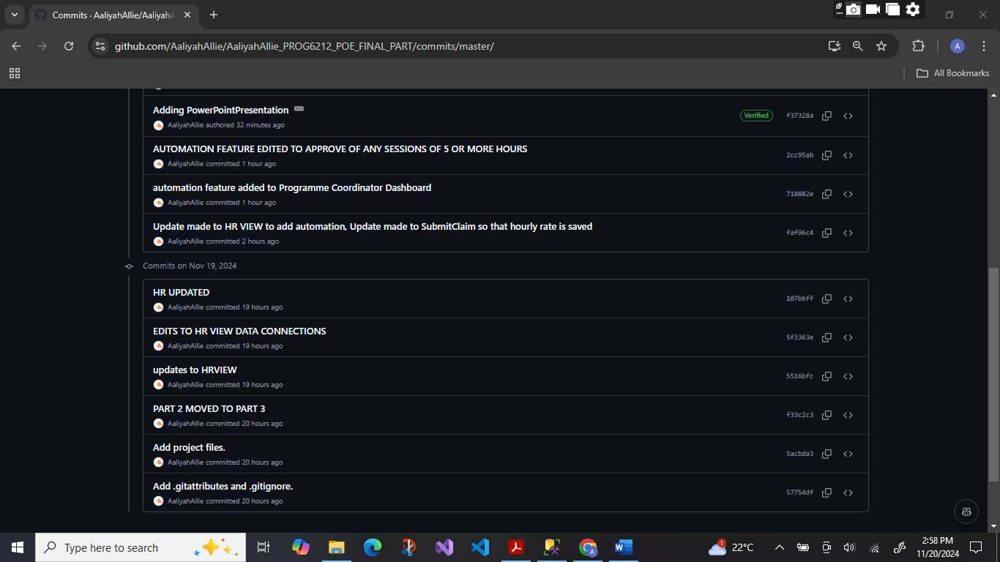 Commits · AaliyahAllie/AaliyahA
github.com/AaliyahAllie/AaliyahAllie_PROG6212_POE_FINAL_PART/commits/master/
A
All Bookmarks
Adding PowerPointPresentation
AaliyahAllie authored 32 minutes ago
Verified
f37328a
AUTOMATION FEATURE EDITED TO APPROVE OF ANY SESSIONS OF 5 OR MORE HOURS
AaliyahAllie committed 1 hour ago
2cc95ab
automation feature added to Programme Coordinator Dashboard
AaliyahAllie committed 1 hour ago
718882e
Update made to HR VIEW to add automation, Update made to SubmitClaim so that hourly rate is saved
AaliyahAllie committed 2 hours ago
faf96c4
Commits on Nov 19, 2024
HR UPDATED
AaliyahAllie committed 19 hours ago
107b6ff
EDITS TO HR VIEW DATA CONNECTIONS
AaliyahAllie committed 19 hours ago
5f3363e
updates to HRVIEW
AaliyahAllie committed 19 hours ago
5516bfc
PART 2 MOVED TO PART 3
AaliyahAllie committed 20 hours ago
f33c2c3
Add project files.
AaliyahAllie committed 20 hours ago
5acbda3
Add .gitattributes and .gitignore.
AaliyahAllie committed 20 hours ago
57754df
Type here to search
1
22°C
2:58 PM
11/20/2024